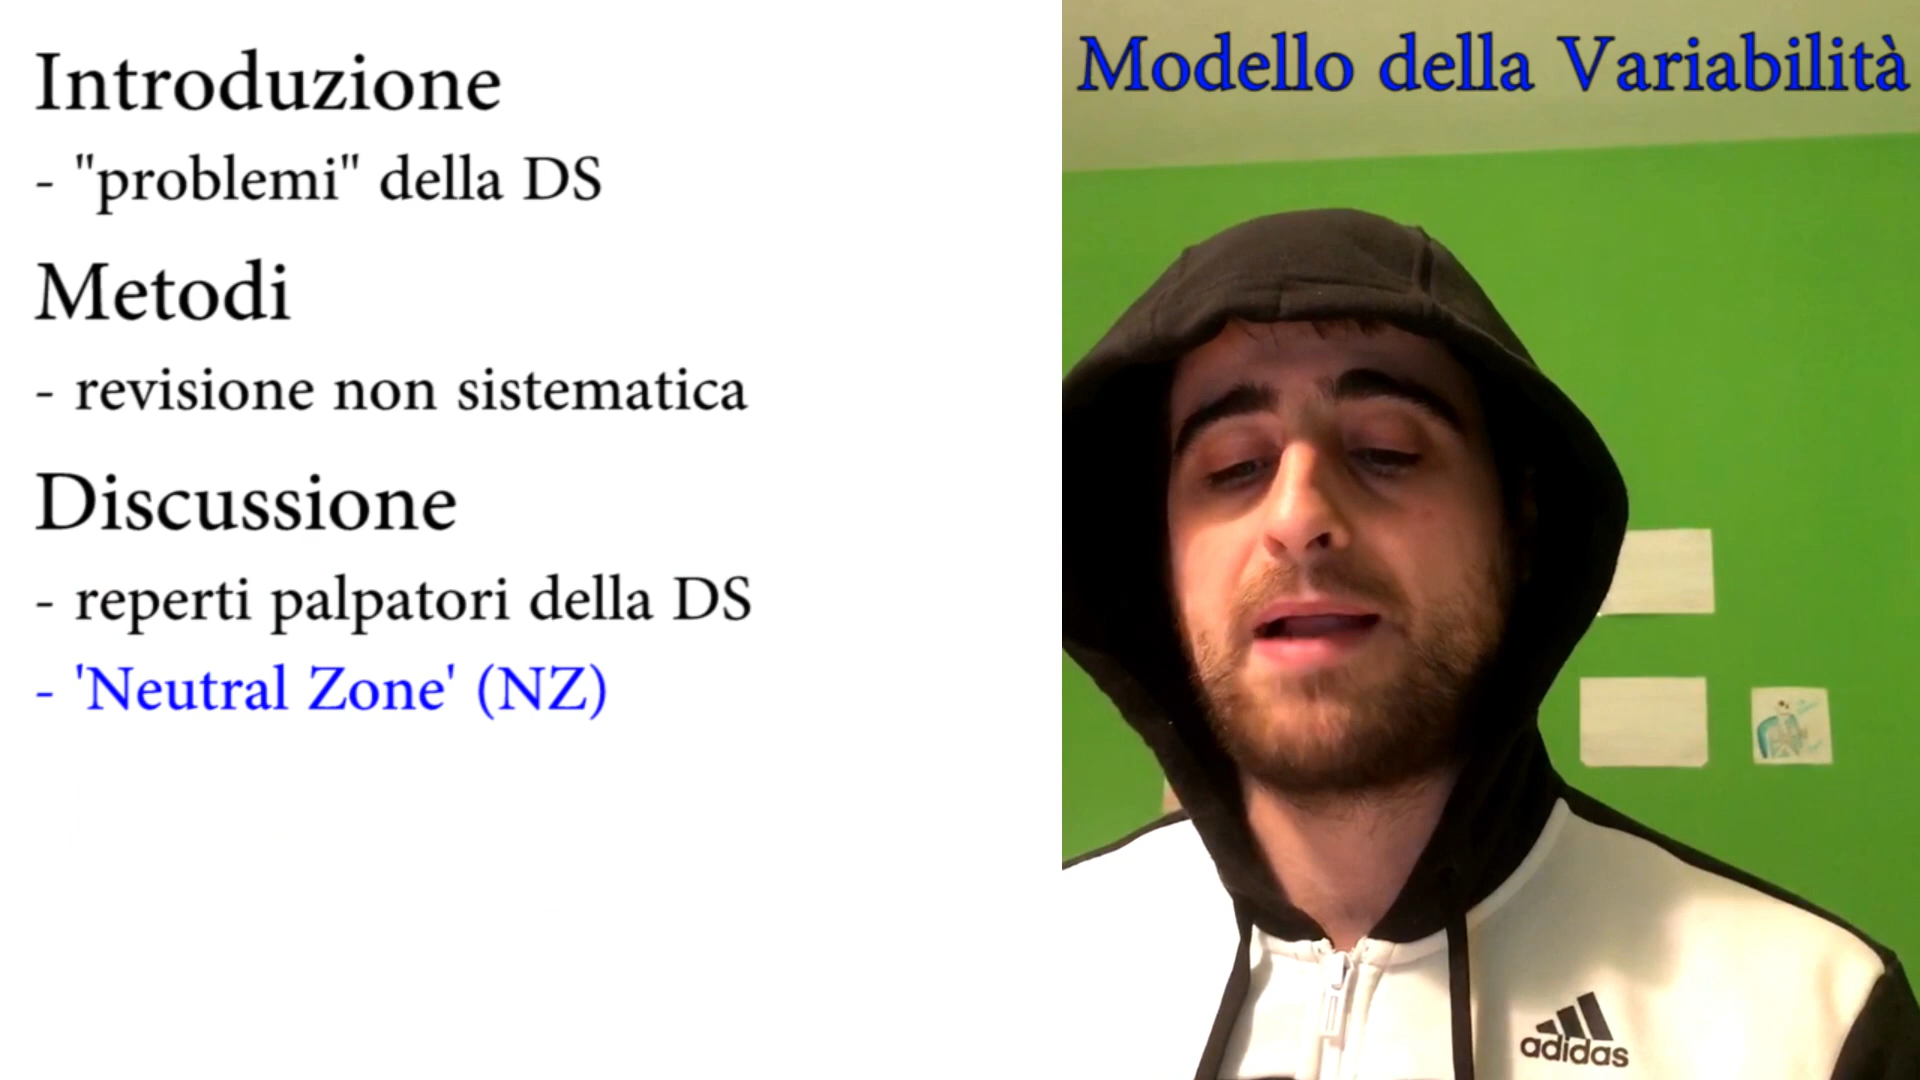 Introduzione
- "problemi" della DS
Metodi
- revisione non sistematica
Discussione
- reperti palpatori della DS
- 'Neutral Zone' (NZ)
Modello della Variabilità
adidas